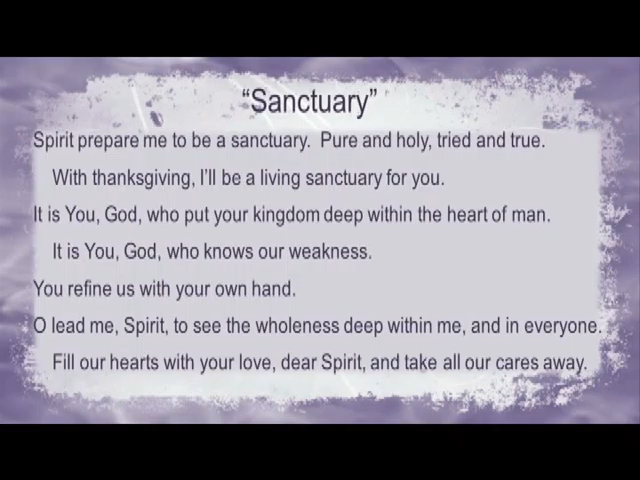 “Sanctuary”
Spirit prepare me to be a sanctuary. Pure and holy, tried and true.
With thanksgiving, I’ll be a living sanctuary for you.
It is You, God, who put your kingdom deep within the heart of man.
It is You, God, who knows our weakness.
You refine us with your own hand.
O lead me, Spirit, to see the wholeness deep within me, and in everyone.
Fill our hearts with your love, dear Spirit, and take all our cares away.